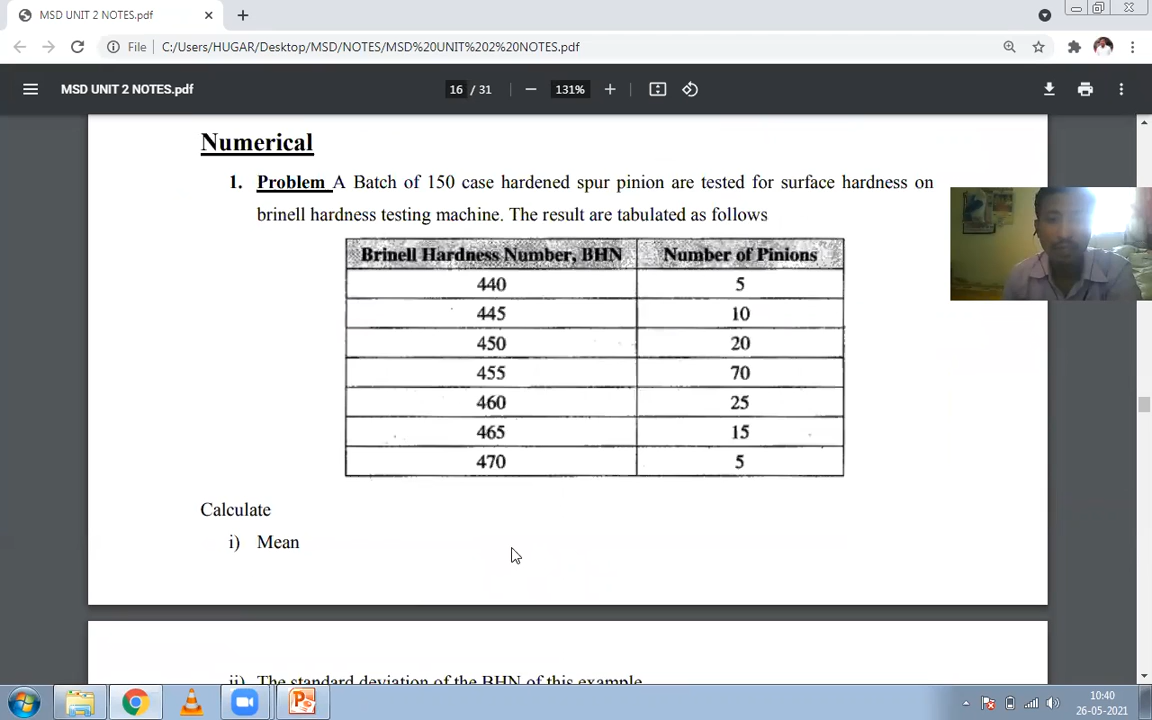 MSD UNIT 2 NOTES.pdf
File C:/Users/HUGAR/Desktop/MSD/NOTES/MSD%20UNIT%202%20NOTES.pdf
MSD UNIT 2 NOTES.pdf 16 / 31 131%
Numerical
1. Problem A Batch of 150 case hardened spur pinion are tested for surface hardness on
brinell hardness testing machine. The result are tabulated as follows
Brinell Hardness Number, BHN Number of Pinions
440 5
445 10
450 20
455 70
460 25
465 15
470 5
Calculate
i) Mean
ii) The standard deviation of the BHN of this example
10:40
26-05-2021